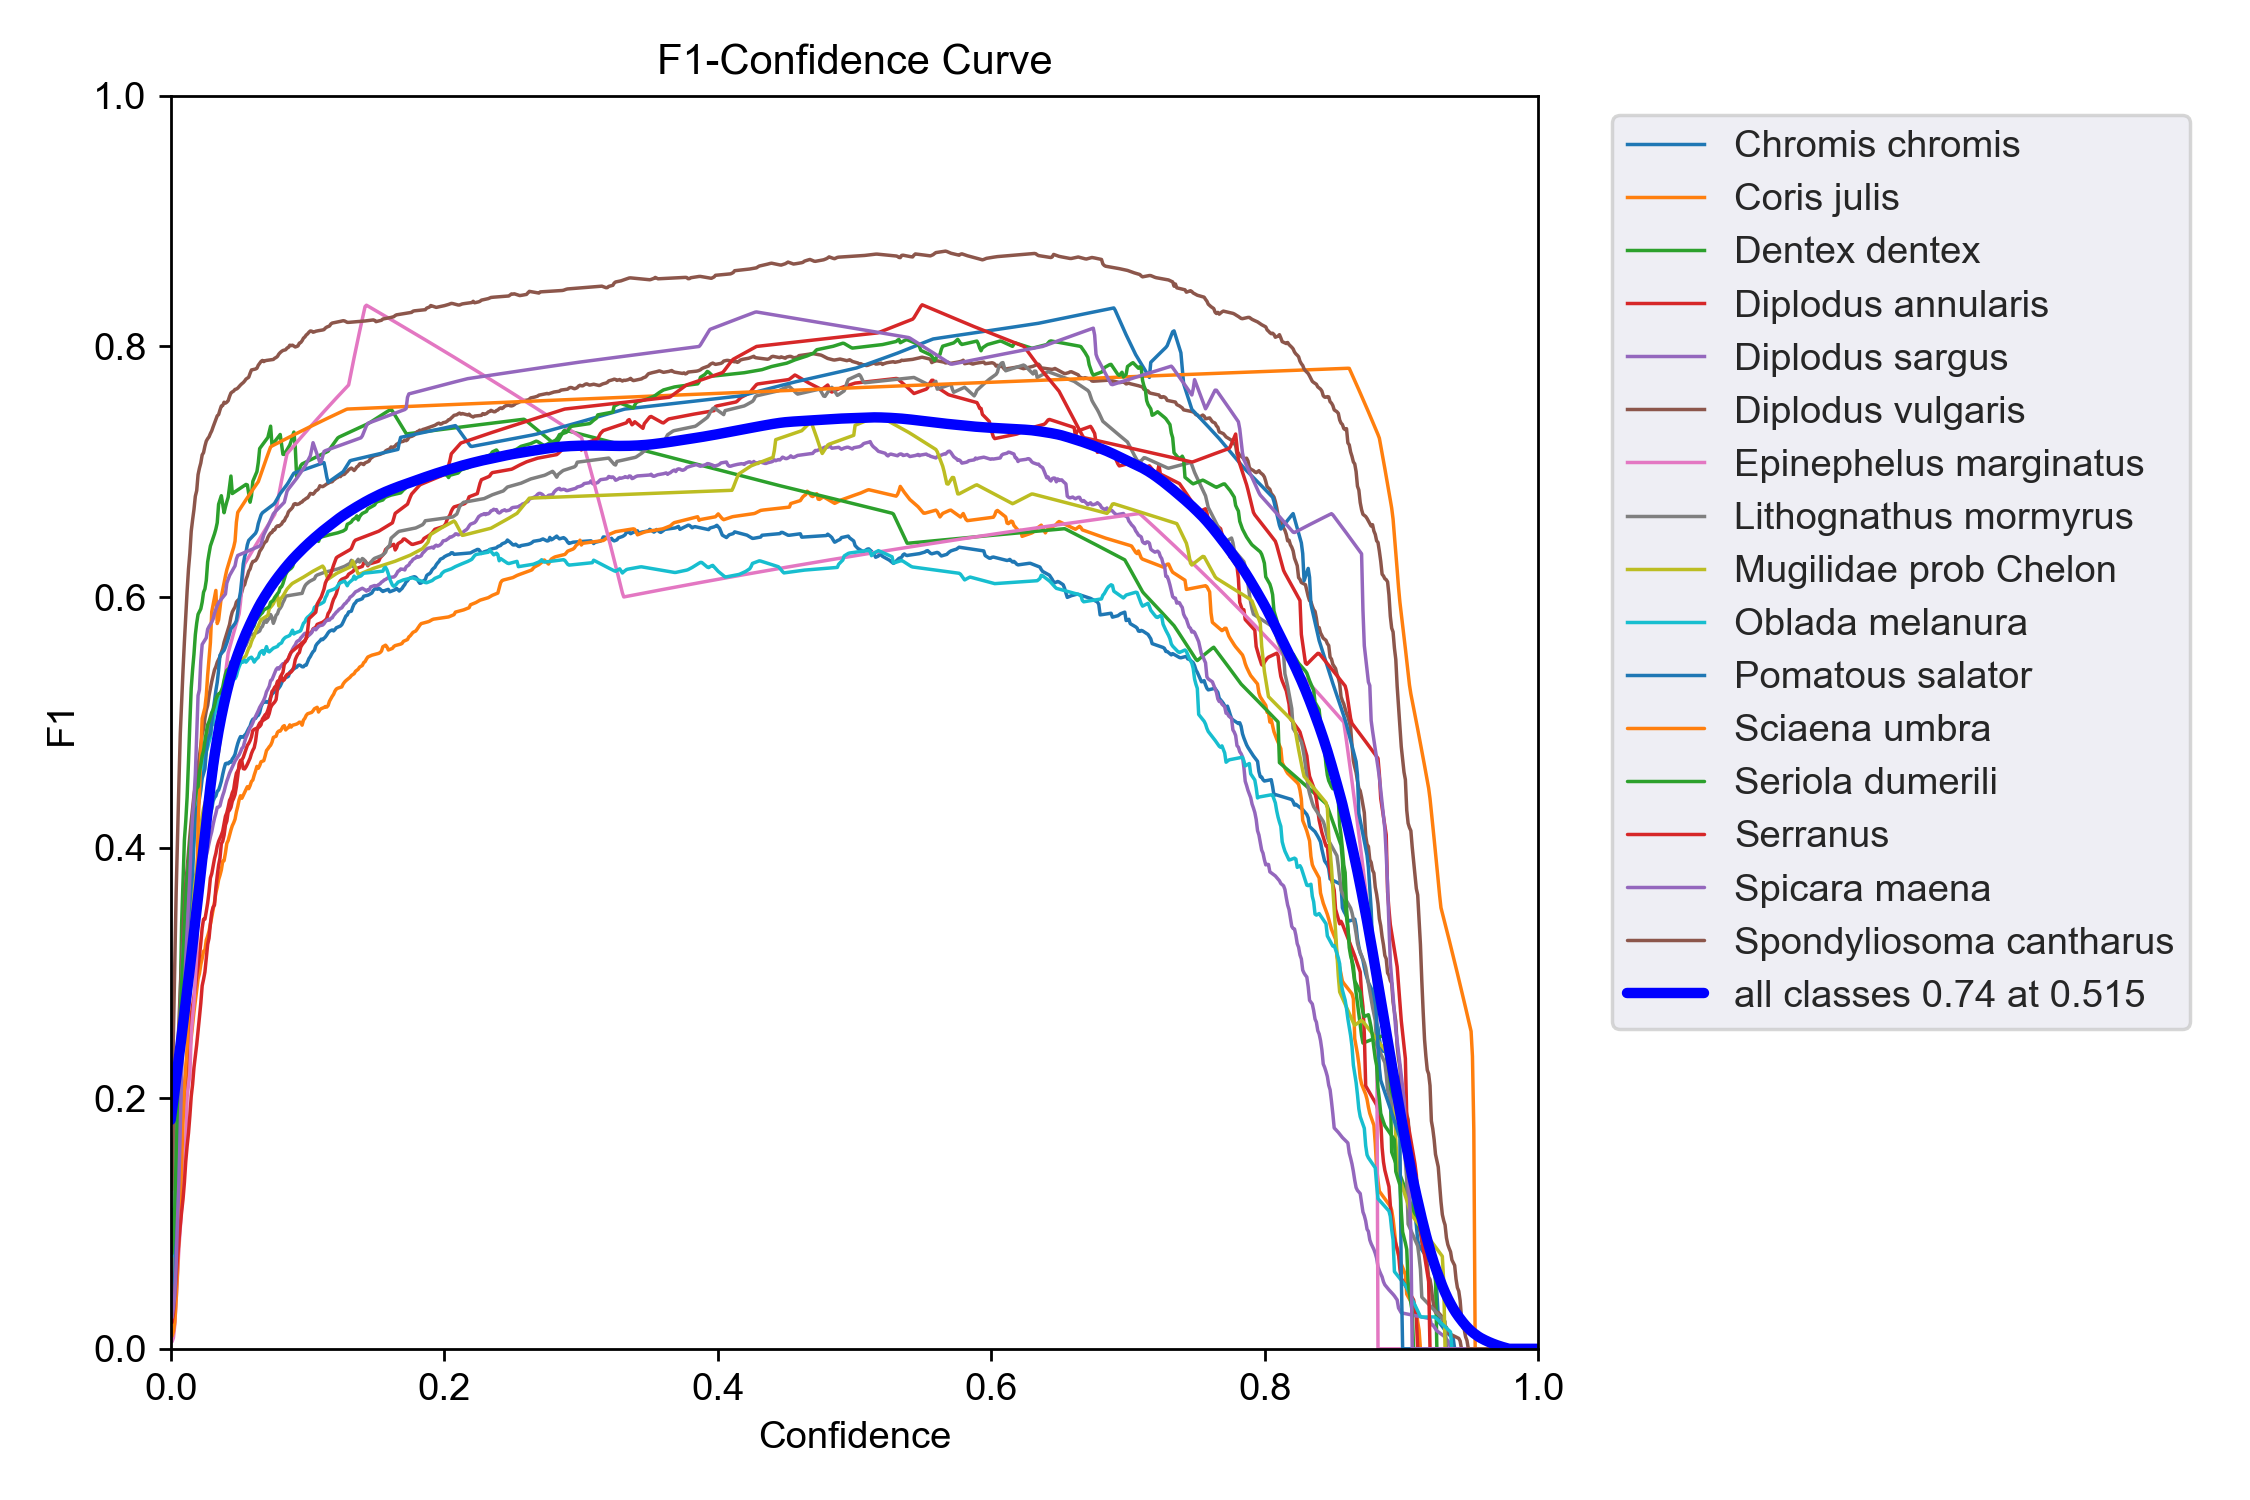 F1-Confidence Curve
1.0
0.8
0.6
0.4
0.2
0.0
F1
0.0 0.2 0.4 0.6 0.8 1.0
Confidence
Chromis chromis
Coris julis
Dentex dentex
Diplodus annularis
Diplodus sargus
Diplodus vulgaris
Epinephelus marginatus
Lithognathus mormyrus
Mugilidae prob Chelon
Oblada melanura
Pomatous salator
Sciaena umbra
Seriola dumerili
Serranus
Spicara maena
Spondyliosoma cantharus
all classes 0.74 at 0.515